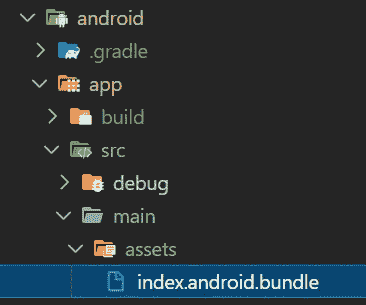 android
.gradle
app
build
src
debug
main
assets
index.android.bundle